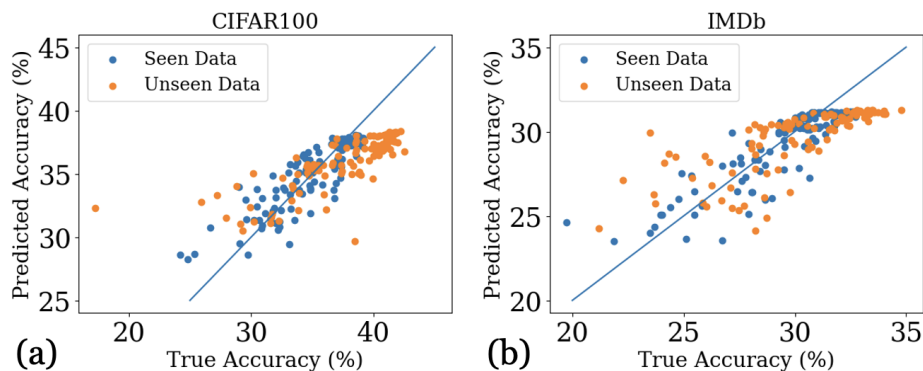 CIFAR100
45
40
35
30
25
Predicted Accuracy (%)
Seen Data
Unseen Data
20 30 40
(a) True Accuracy (%)
IMDb
35
30
25
20
Predicted Accuracy (%)
Seen Data
Unseen Data
20 25 30 35
(b) True Accuracy (%)